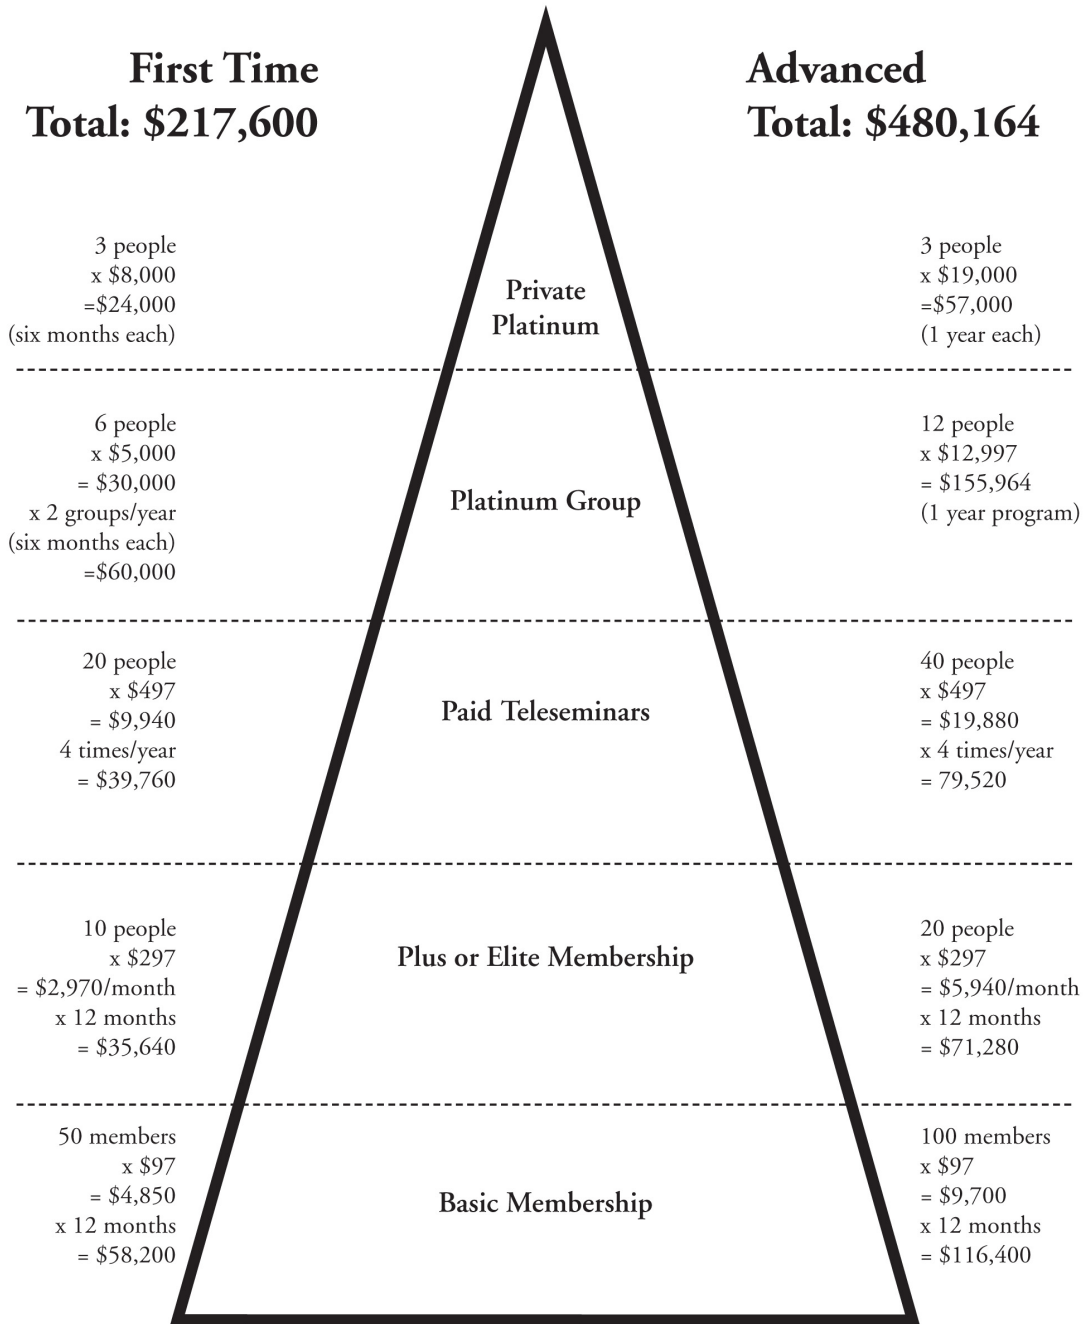 First Time
Total: $217,600
Advanced
Total: $480,164
3 people
x $8,000
=$24,000
(six months each)
Private
Platinum
3 people
x $19,000
=$57,000
(1 year each)
6 people
x $5,000
= $30,000
x 2 groups/year
(six months each)
=$60,000
Platinum Group
12 people
x $12,997
= $155,964
(1 year program)
20 people
x $497
= $9,940
4 times/year
= $39,760
Paid Teleseminars
40 people
x $497
= $19,880
x 4 times/year
= 79,520
10 people
x $297
= $2,970/month
x 12 months
= $35,640
Plus or Elite Membership
20 people
x $297
= $5,940/month
x 12 months
= $71,280
50 members
x $97
= $4,850
x 12 months
= $58,200
Basic Membership
100 members
x $97
= $9,700
x 12 months
= $116,400